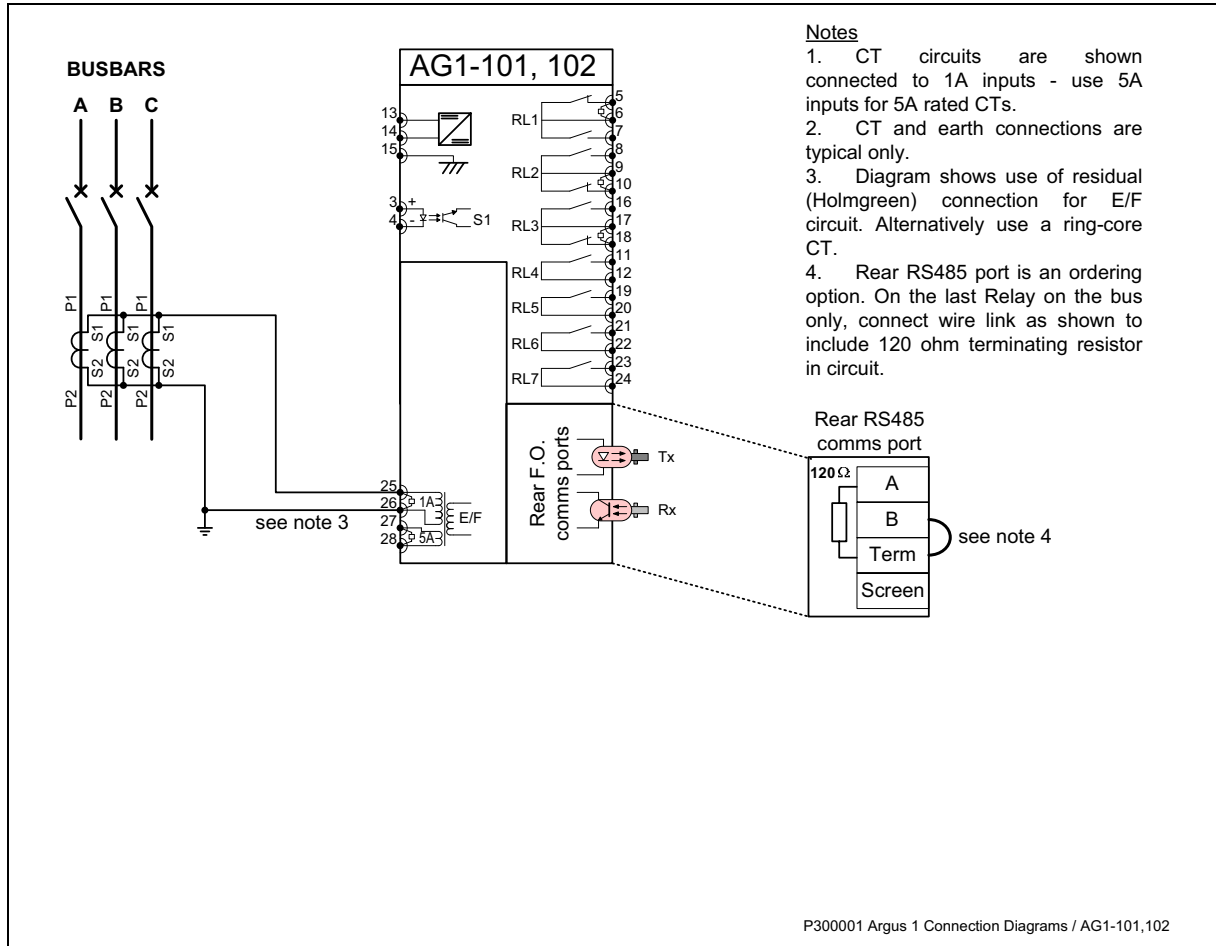 BUSBARS
A B C
P1 P1 P1
S1 S1 S1
S2 S2 S2
P2 P2 P2
see note 3
AG1-101, 102
13
14
15
3 +
4 - S1
25
26 1A
27 E/F
28 5A
RL1
5
6
7
RL2
8
9
10
RL3
16
17
18
RL4
11
12
RL5
19
20
RL6
21
22
RL7
23
24
Rear F.O.
comms ports
Tx
Rx
Notes
1. CT circuits are shown
connected to 1A inputs - use 5A
inputs for 5A rated CTs.
2. CT and earth connections are
typical only.
3. Diagram shows use of residual
(Holmgreen) connection for E/F
circuit. Alternatively use a ring-core
CT.
4. Rear RS485 port is an ordering
option. On the last Relay on the bus
only, connect wire link as shown to
include 120 ohm terminating resistor
in circuit.
Rear RS485
comms port
120Ω
A
B
Term
Screen
see note 4
P300001 Argus 1 Connection Diagrams / AG1-101,102